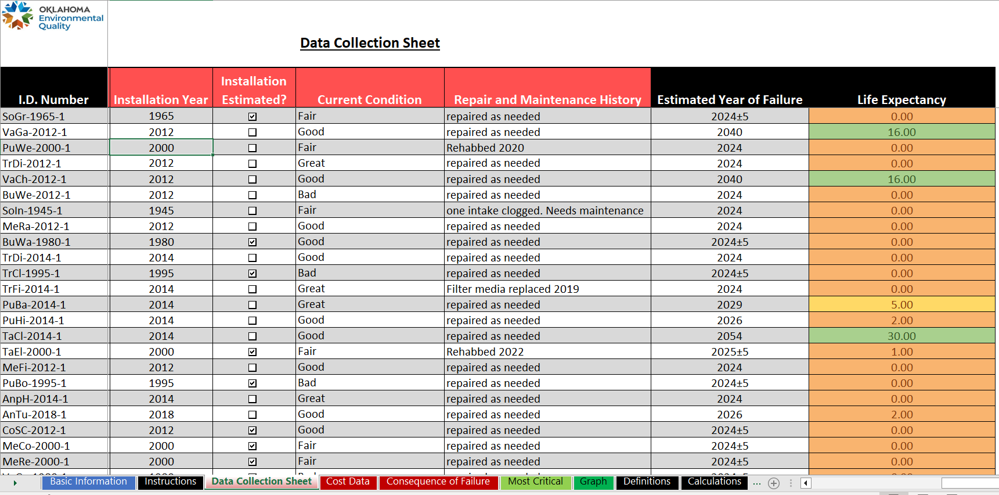 OKLAHOMA
Environmental
Quality
Data Collection Sheet
I.D. Number Installation Year Installation Estimated? Current Condition Repair and Maintenance History Estimated Year of Failure Life Expectancy
SoGr-1965-1 1965 Fair repaired as needed 2024±5 0.00
VaGa-2012-1 2012 Good repaired as needed 2040 16.00
PuWe-2000-1 2000 Fair Rehabbed 2020 2024 0.00
TrDi-2012-1 2012 Great repaired as needed 2024 0.00
VaCh-2012-1 2012 Good repaired as needed 2040 16.00
BuWe-2012-1 2012 Bad repaired as needed 2024 0.00
SoIn-1945-1 1945 Fair one intake clogged. Needs maintenance 2024 0.00
MeRa-2012-1 2012 Good repaired as needed 2024 0.00
BuWa-1980-1 1980 Good repaired as needed 2024±5 0.00
TrDi-2014-1 2014 Good repaired as needed 2024 0.00
TrCl-1995-1 1995 Bad repaired as needed 2024±5 0.00
TrFi-2014-1 2014 Great Filter media replaced 2019 2024 0.00
PuBa-2014-1 2014 Great repaired as needed 2029 5.00
PuHi-2014-1 2014 Good repaired as needed 2026 2.00
TaCl-2014-1 2014 Good repaired as needed 2054 30.00
TaEl-2000-1 2000 Fair Rehabbed 2022 2025±5 1.00
MeFi-2012-1 2012 Good repaired as needed 2024 0.00
PuBo-1995-1 1995 Bad repaired as needed 2024±5 0.00
AnpH-2014-1 2014 Great repaired as needed 2024 0.00
AnTu-2018-1 2018 Good repaired as needed 2026 2.00
CoSC-2012-1 2012 Good repaired as needed 2024±5 0.00
MeCo-2000-1 2000 Fair repaired as needed 2024±5 0.00
MeRe-2000-1 2000 Fair repaired as needed 2024±5 0.00
Basic Information Instructions Data Collection Sheet Cost Data Consequence of Failure Most Critical Graph Definitions Calculations ...